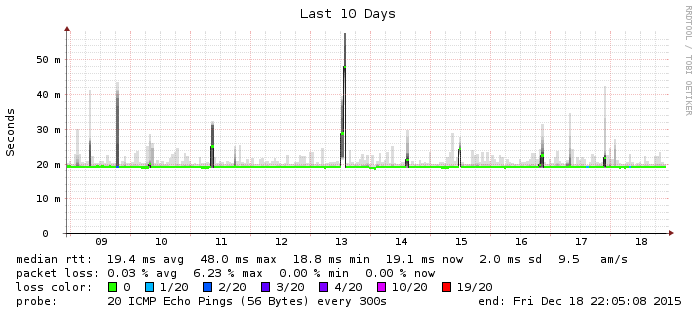 Last 10 Days
RRDTOOL / TOBI OETIKER
Seconds
50 m
40 m
30 m
20 m
10 m
0
09 10 11 12 13 14 15 16 17 18
median rtt: 19.4 ms avg 48.0 ms max 18.8 ms min 19.1 ms now 2.0 ms sd 9.5 am/s
packet loss: 0.03 % avg 6.23 % max 0.00 % min 0.00 % now
loss color: 0 1/20 2/20 3/20 4/20 10/20 19/20
probe: 20 ICMP Echo Pings (56 Bytes) every 300s end: Fri Dec 18 22:05:08 2015